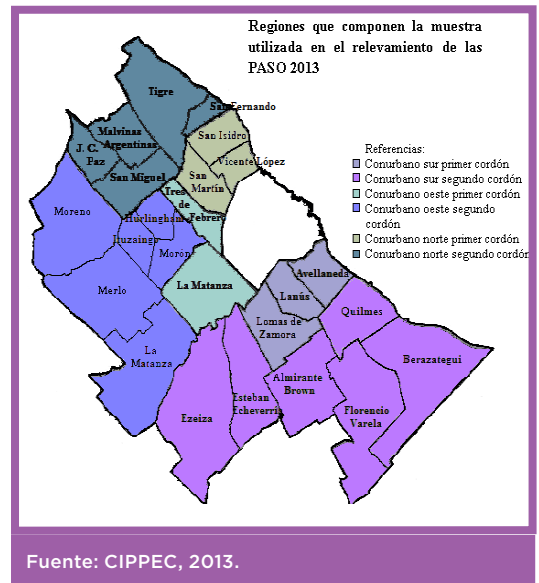 Regiones que componen la muestra
utilizada en el relevamiento de las
PASO 2013
Tigre
San Fernando
Malvinas
Argentinas
San Isidro
J. C.
Paz
Vicente López
San Miguel
San
Martín
Tres
de
Febrer
Moreno
Hurlingham
Ituzaingo
Morón
Merlo
La Matanza
Avellaneda
Lanús
Lomas de
Zamora
Quilmes
La
Matanza
Berazategui
Almirante
Brown
Esteban
Echeverrí
Ezeiza
Florencio
Varela
Referencias:
Conurbano sur primer cordón
Conurbano sur segundo cordón
Conurbano oeste primer cordón
Conurbano oeste segundo
cordón
Conurbano norte primer cordón
Conurbano norte segundo cordón
Fuente: CIPPEC, 2013.